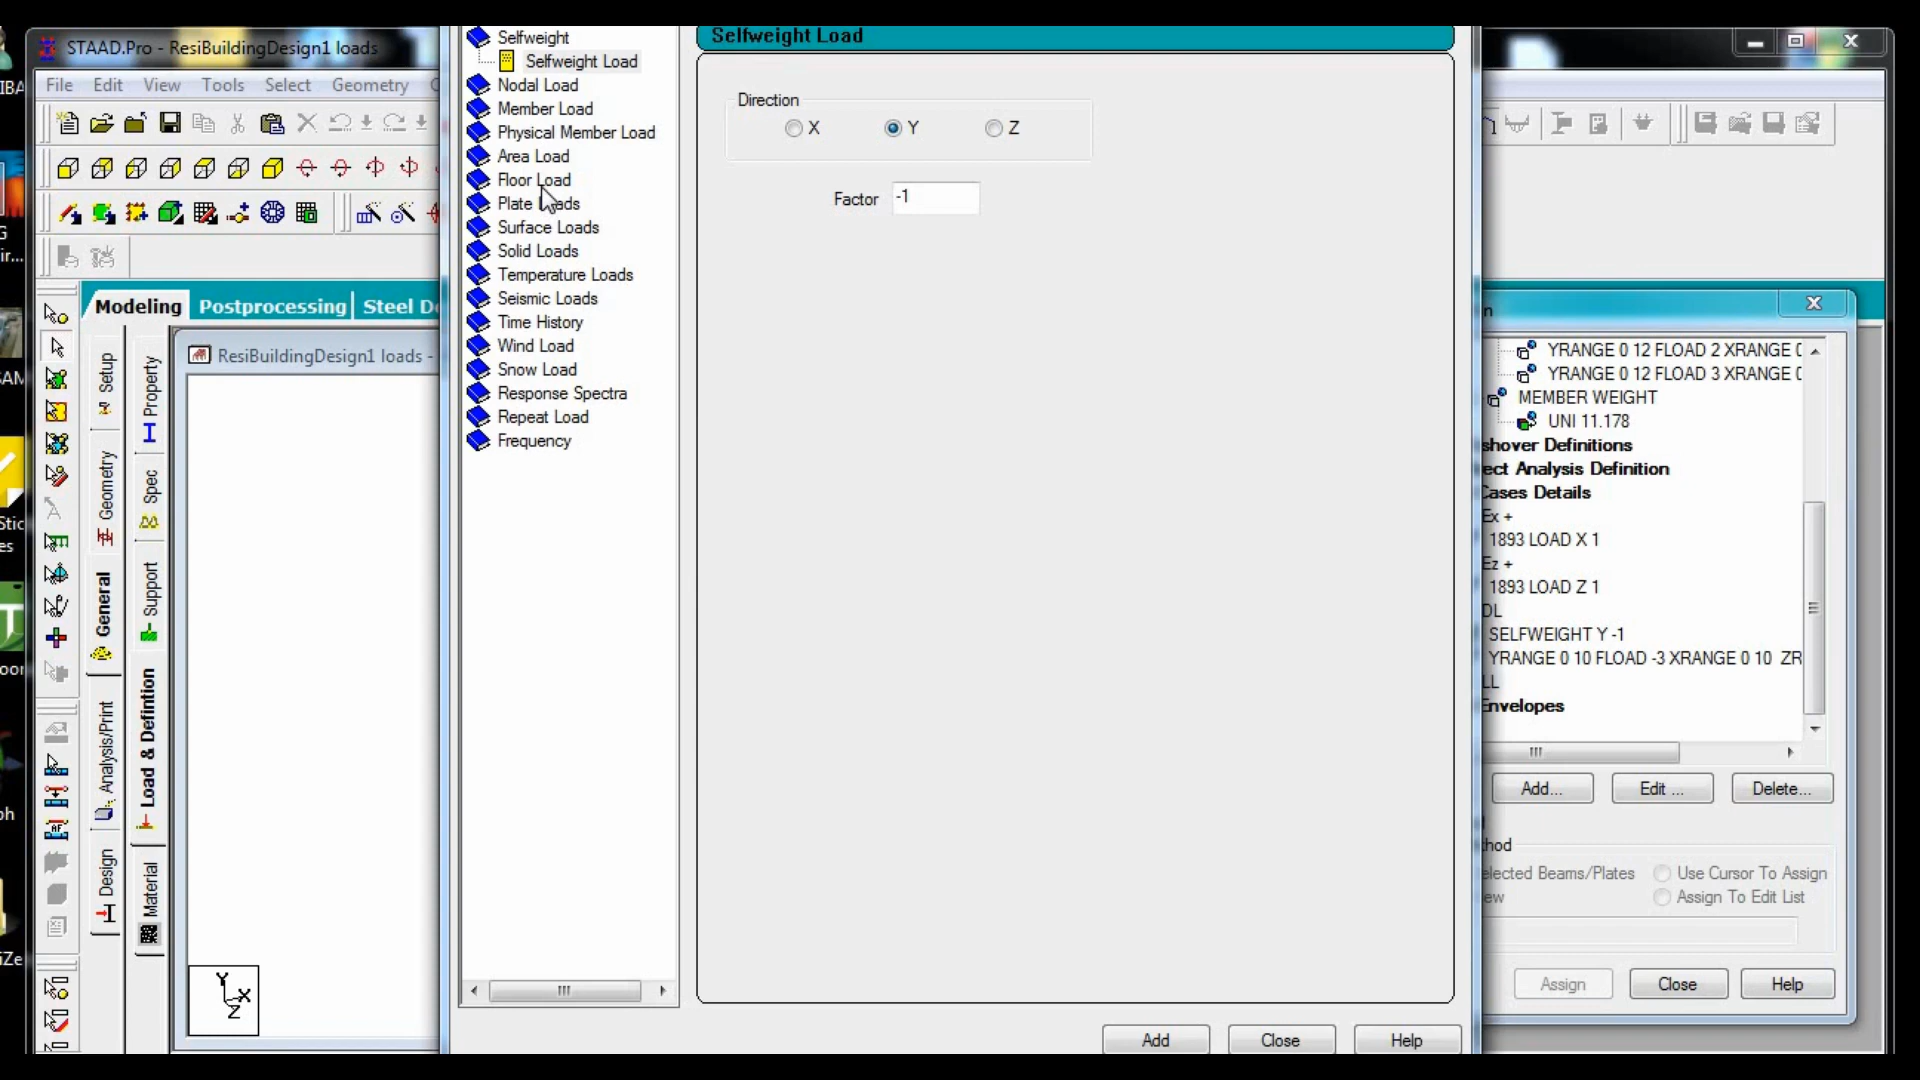 STAAD.Pro - ResiBuildingDesign1 loads
File Edit View Tools Select Geometry
Modeling Postprocessing Steel De
ResiBuildingDesign1 loads -
Setup
Geometry
General
Analysis/Print
Design
Property
Spec
Support
Load & Definition
Material
Y
X
Z
Selfweight
Selfweight Load
Nodal Load
Member Load
Physical Member Load
Area Load
Floor Load
Plate Loads
Surface Loads
Solid Loads
Temperature Loads
Seismic Loads
Time History
Wind Load
Snow Load
Response Spectra
Repeat Load
Frequency
Selfweight Load
Direction
X Y Z
Factor -1
Add Close Help
YRANGE 0 12 FLOAD 2 XRANGE 0
YRANGE 0 12 FLOAD 3 XRANGE 0
MEMBER WEIGHT
UNI 11.178
shover Definitions
ect Analysis Definition
Cases Details
Ex +
1893 LOAD X 1
Ez +
1893 LOAD Z 1
DL
SELFWEIGHT Y -1
YRANGE 0 10 FLOAD -3 XRANGE 0 10 ZR
LL
Envelopes
Add... Edit ... Delete...
thod
elected Beams/Plates Use Cursor To Assign
ew Assign To Edit List
Assign Close Help